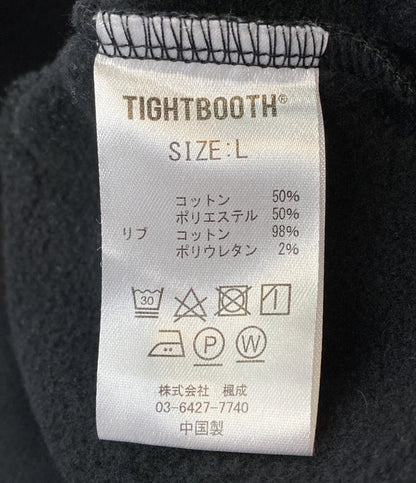 TIGHTBOOTH®
SIZE:L
コットン 50%
ポリエステル 50%
リブ コットン 98%
ポリウレタン 2%
30
P W
株式会社 楓成
03-6427-7740
中国製